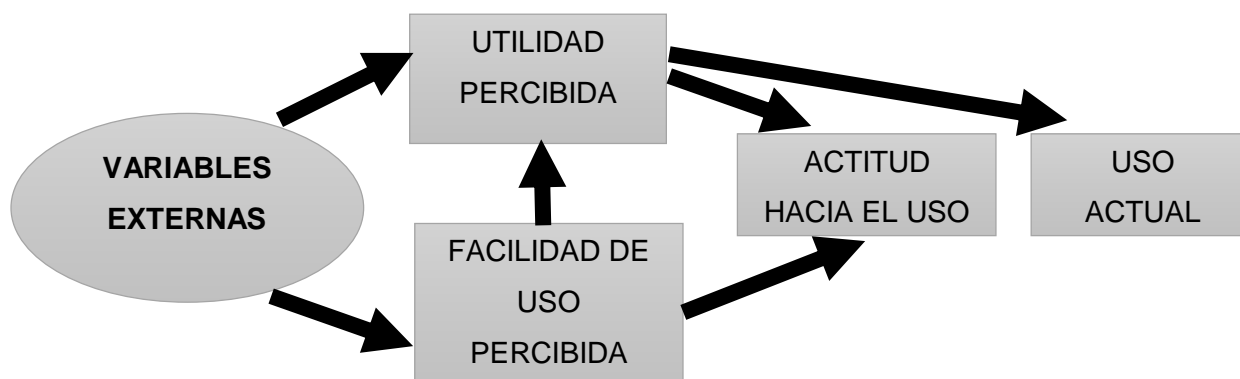 UTILIDAD
PERCIBIDA
VARIABLES
EXTERNAS
ACTITUD
HACIA EL USO
USO
ACTUAL
FACILIDAD DE
USO
PERCIBIDA